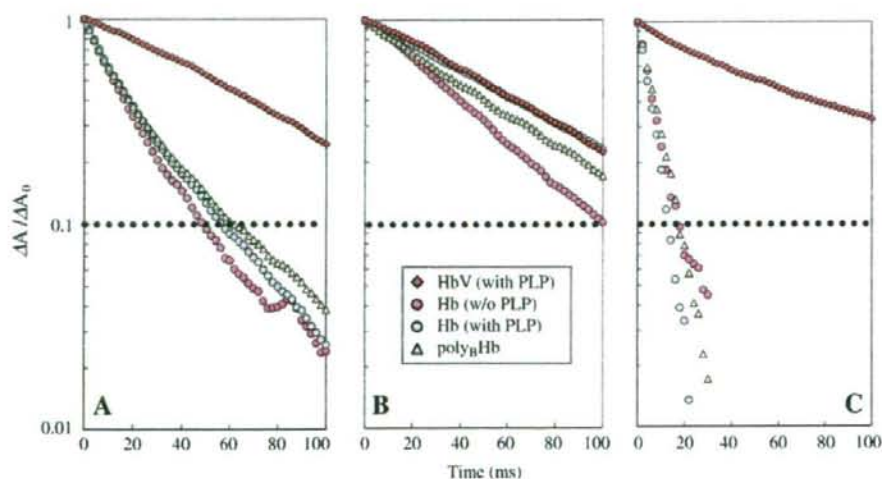 1
0.1
0.01
ΔA /ΔA₀
A
B
C
HbV (with PLP)
Hb (w/o PLP)
Hb (with PLP)
poly_BHb
0 20 40 60 80 100
0 20 40 60 80 100
0 20 40 60 80 100
Time (ms)